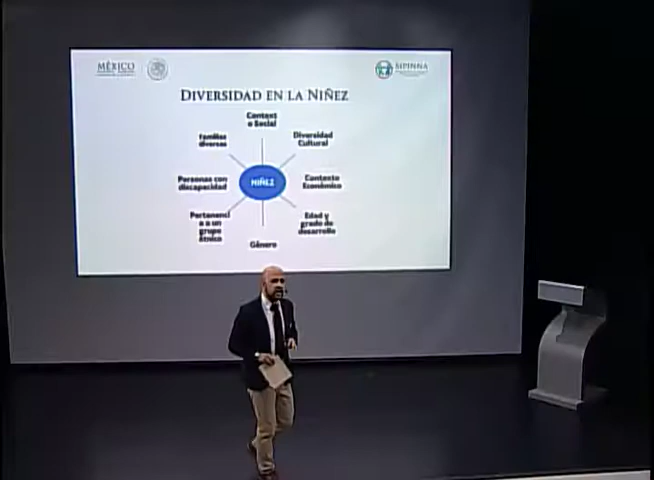 MÉXICO
SIPINNA
DIVERSIDAD EN LA NIÑEZ
Context
o Social
familias
diversas
Diversidad
Cultural
Personas con
discapacidad
NIÑEZ
Contexto
Económico
Pertenenci
a a un
grupo
étnico
Edad y
grado de
desarrollo
Género